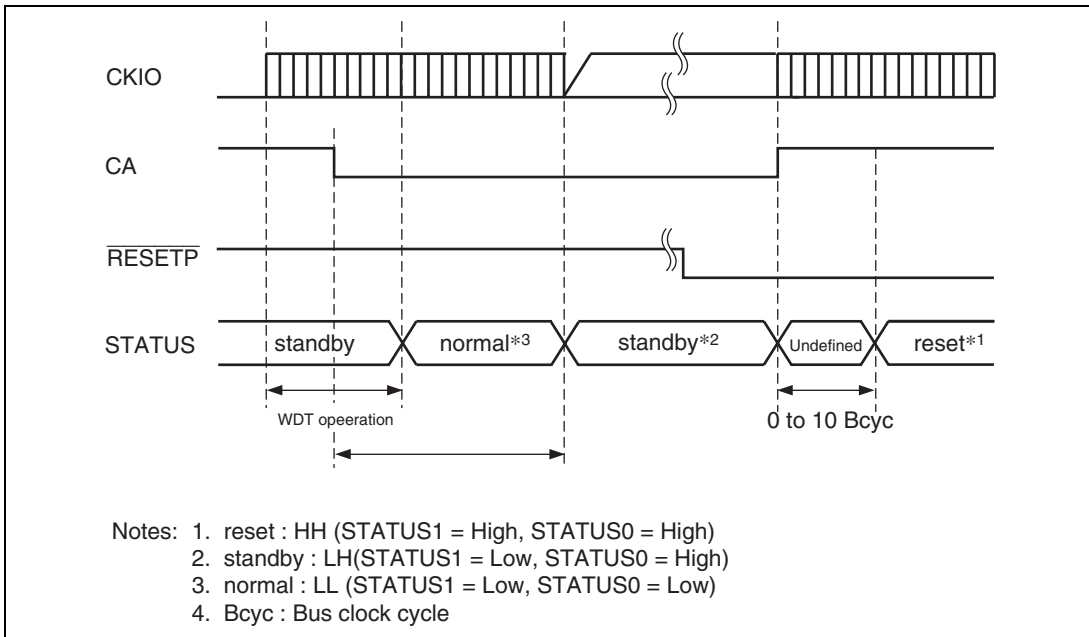 CKIO
CA
RESETP
STATUS
standby
normal*3
standby*2
Undefined
reset*1
WDT opeeration
0 to 10 Bcyc
Notes: 1. reset : HH (STATUS1 = High, STATUS0 = High)
2. standby : LH(STATUS1 = Low, STATUS0 = High)
3. normal : LL (STATUS1 = Low, STATUS0 = Low)
4. Bcyc : Bus clock cycle